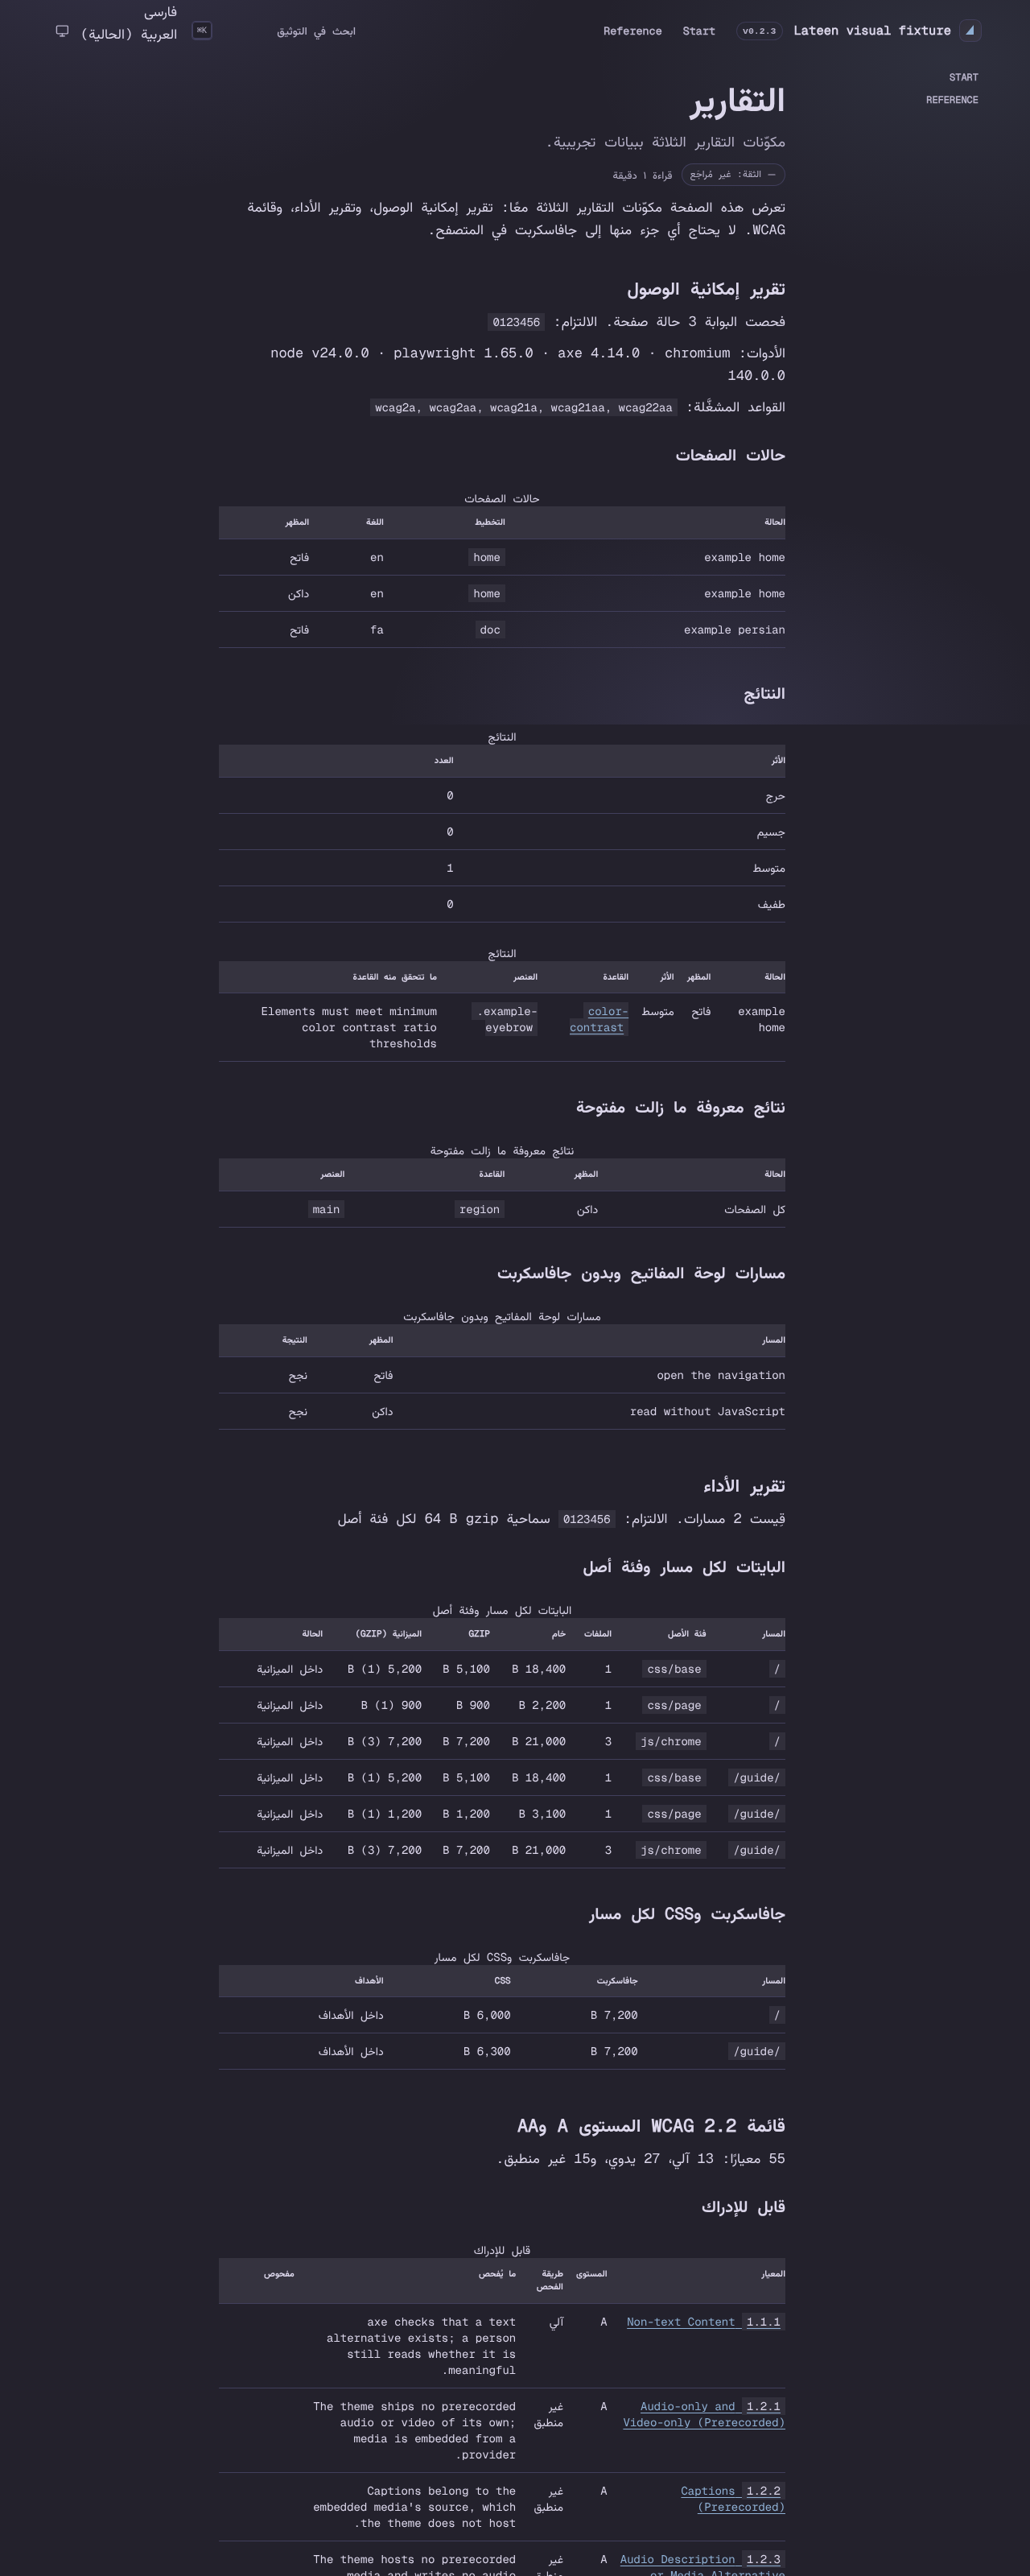 Lateen visual fixture v0.2.3 Start Reference ابحث في التوثيق ⌘K فارسی
العربية (الحالية)
START
REFERENCE
التقارير
مكوّنات التقارير الثلاثة ببيانات تجريبية.
— الثقة: غير مُراجَع قراءة ١ دقيقة
تعرض هذه الصفحة مكوّنات التقارير الثلاثة معًا: تقرير إمكانية الوصول، وتقرير الأداء، وقائمة
WCAG. لا يحتاج أي جزء منها إلى جافاسكربت في المتصفح.
تقرير إمكانية الوصول
فحصت البوابة 3 حالة صفحة. الالتزام: 0123456
الأدوات: node v24.0.0 · playwright 1.65.0 · axe 4.14.0 · chromium
140.0.0
القواعد المشغَّلة: wcag2a, wcag2aa, wcag21a, wcag21aa, wcag22aa
حالات الصفحات
حالات الصفحات
الحالة التخطيط اللغة المظهر
example home home en فاتح
example home home en داكن
example persian doc fa فاتح
النتائج
النتائج
الأثر العدد
حرج 0
جسيم 0
متوسط 1
طفيف 0
النتائج
الحالة المظهر الأثر القاعدة العنصر ما تتحقق منه القاعدة
example فاتح متوسط color- .example- Elements must meet minimum
home contrast eyebrow color contrast ratio
thresholds
نتائج معروفة ما زالت مفتوحة
نتائج معروفة ما زالت مفتوحة
الحالة المظهر القاعدة العنصر
كل الصفحات داكن region main
مسارات لوحة المفاتيح وبدون جافاسكربت
مسارات لوحة المفاتيح وبدون جافاسكربت
المسار المظهر النتيجة
open the navigation فاتح نجح
read without JavaScript داكن نجح
تقرير الأداء
قِيست 2 مسارات. الالتزام: 0123456 سماحية 64 B gzip لكل فئة أصل
البايتات لكل مسار وفئة أصل
البايتات لكل مسار وفئة أصل
المسار فئة الأصل الملفات خام GZIP الميزانية (GZIP) الحالة
/ css/base 1 18,400 B 5,100 B 5,200 B (1) داخل الميزانية
/ css/page 1 2,200 B 900 B 900 B (1) داخل الميزانية
/ js/chrome 3 21,000 B 7,200 B 7,200 B (3) داخل الميزانية
/guide/ css/base 1 18,400 B 5,100 B 5,200 B (1) داخل الميزانية
/guide/ css/page 1 3,100 B 1,200 B 1,200 B (1) داخل الميزانية
/guide/ js/chrome 3 21,000 B 7,200 B 7,200 B (3) داخل الميزانية
جافاسكربت وCSS لكل مسار
جافاسكربت وCSS لكل مسار
المسار جافاسكربت CSS الأهداف
/ 7,200 B 6,000 B داخل الأهداف
/guide/ 7,200 B 6,300 B داخل الأهداف
قائمة WCAG 2.2 المستوى A وAA
55 معيارًا: 13 آلي، 27 يدوي، و15 غير منطبق.
قابل للإدراك
قابل للإدراك
المعيار المستوى طريقة ما يُفحص مفحوص
الفحص
1.1.1 Non-text Content A آلي axe checks that a text
alternative exists; a person
still reads whether it is
meaningful.
1.2.1 Audio-only and A غير The theme ships no prerecorded
Video-only (Prerecorded) منطبق audio or video of its own;
media is embedded from a
provider.
1.2.2 Captions A غير Captions belong to the
(Prerecorded) منطبق embedded media's source, which
the theme does not host.
1.2.3 Audio Description A غير The theme hosts no prerecorded
or Media Alternative منطبق media and writes no audio